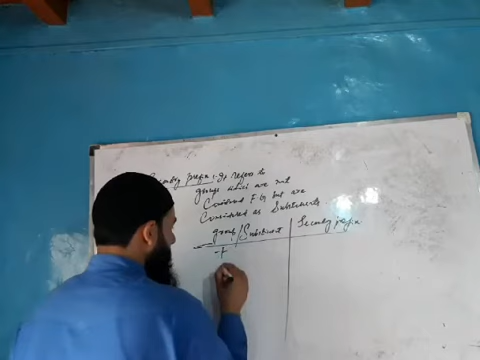 Secondary prefix :- It refers to
groups which are not
Considered F.G but are
Considered as Substituents
group/Substituent Secondary prefix
-F